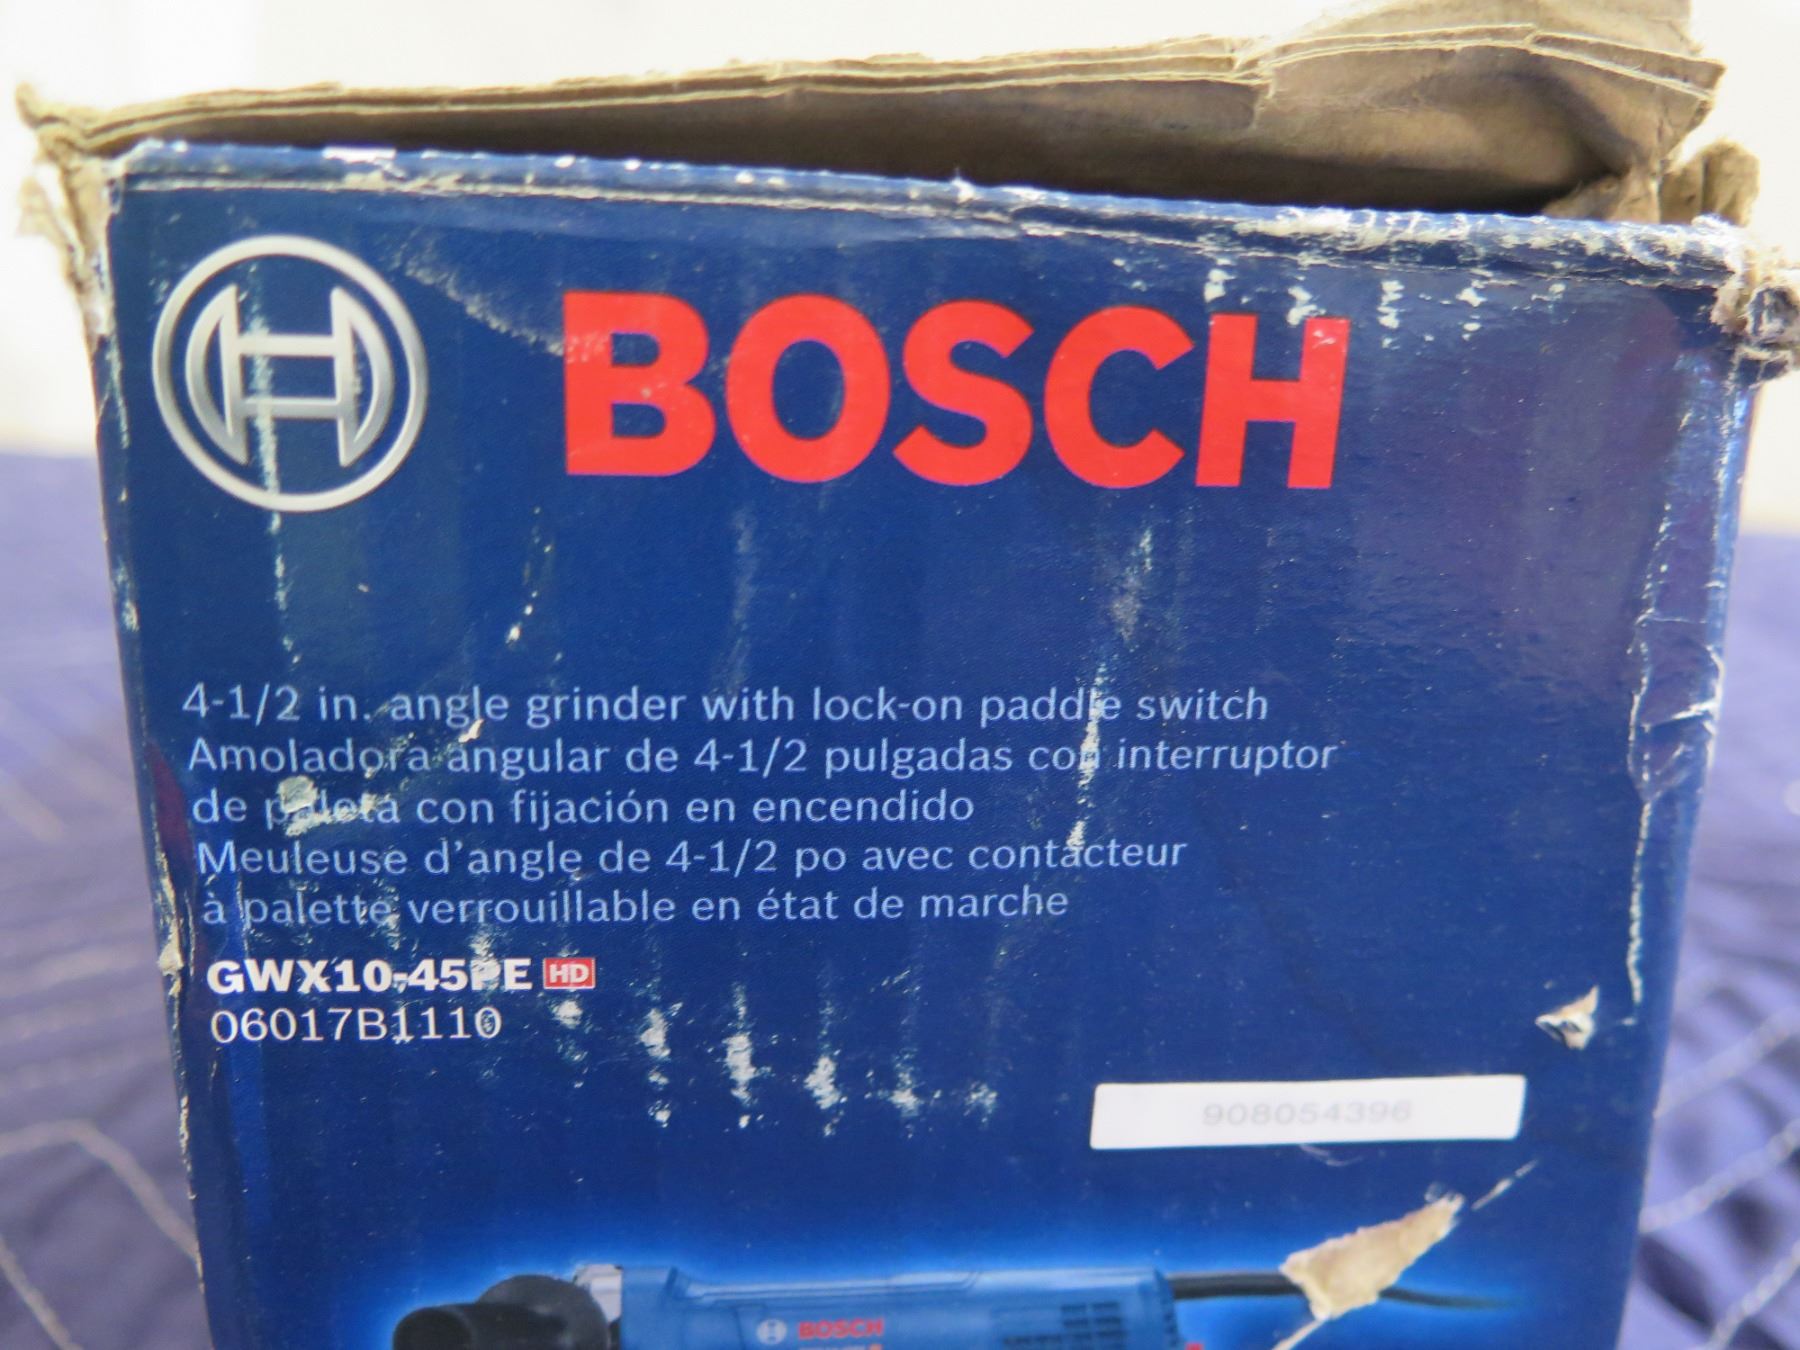 BOSCH
4-1/2 in. angle grinder with lock-on paddle switch
Amoladora angular de 4-1/2 pulgadas con interruptor
de paleta con fijación en encendido
Meuleuse d'angle de 4-1/2 po avec contacteur
à palette verrouillable en état de marche
GWX10-45PE HD
06017B1110
908054396
BOSCH